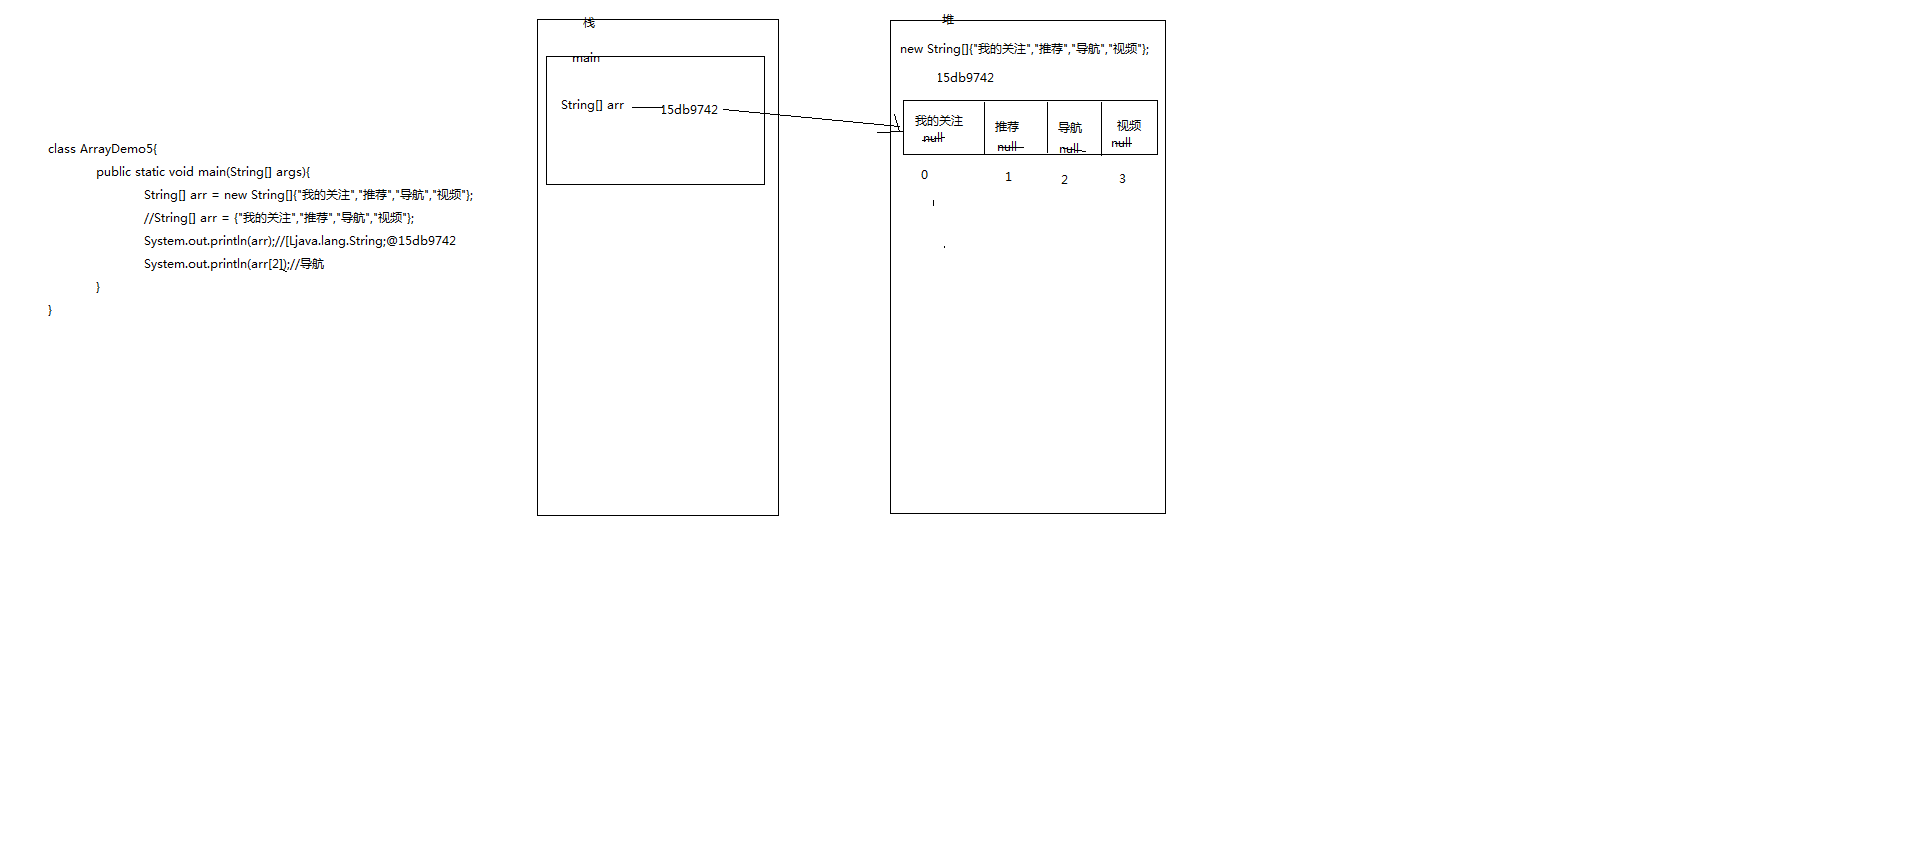 class ArrayDemo5{
public static void main(String[] args){
String[] arr = new String[]{"我的关注","推荐","导航","视频"};
//String[] arr = {"我的关注","推荐","导航","视频"};
System.out.println(arr);//[Ljava.lang.String;@15db9742
System.out.println(arr[2]);//导航
}
}
栈
main
String[] arr
15db9742
堆
new String[]{"我的关注","推荐","导航","视频"};
15db9742
我的关注 推荐 导航 视频
null null null null
0 1 2 3